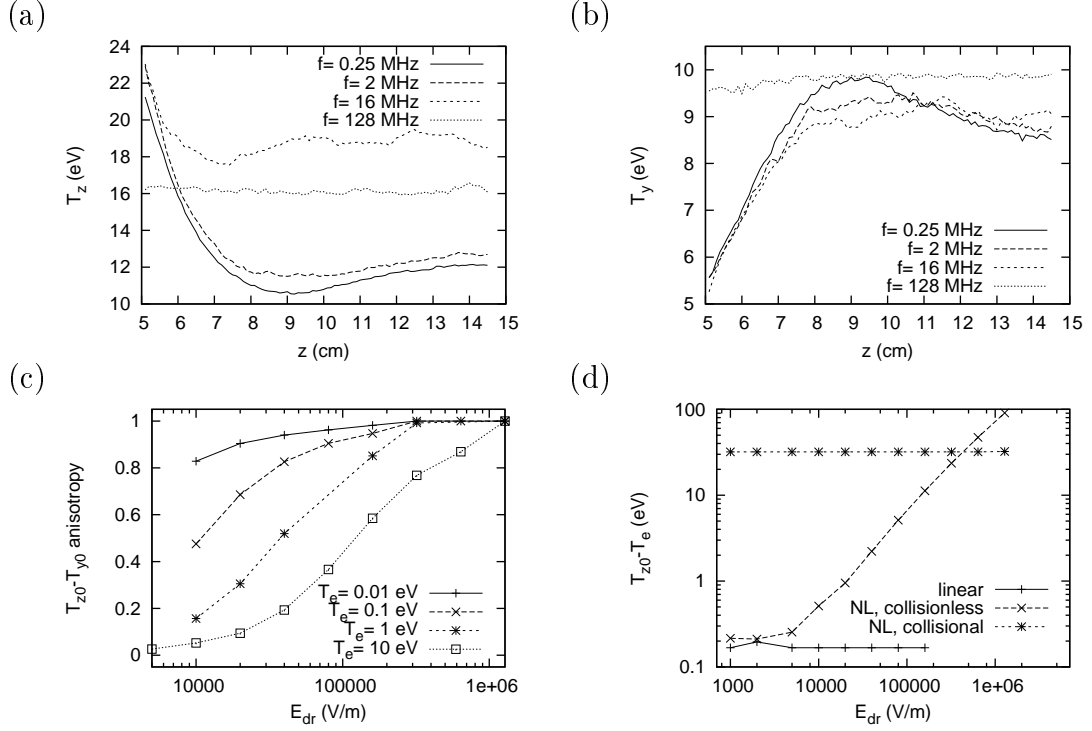 (a)
24
22
20
18
16
14
12
10
T_z (eV)
f= 0.25 MHz
f= 2 MHz
f= 16 MHz
f= 128 MHz
5 6 7 8 9 10 11 12 13 14 15
z (cm)
(b)
10
9
8
7
6
5
T_y (eV)
f= 0.25 MHz
f= 2 MHz
f= 16 MHz
f= 128 MHz
5 6 7 8 9 10 11 12 13 14 15
z (cm)
(c)
1
0.8
0.6
0.4
0.2
0
T_z0-T_y0 anisotropy
T_e= 0.01 eV
T_e= 0.1 eV
T_e= 1 eV
T_e= 10 eV
10000 100000 1e+06
E_dr (V/m)
(d)
100
10
1
0.1
T_z0-T_e (eV)
linear
NL, collisionless
NL, collisional
1000 10000 100000 1e+06
E_dr (V/m)